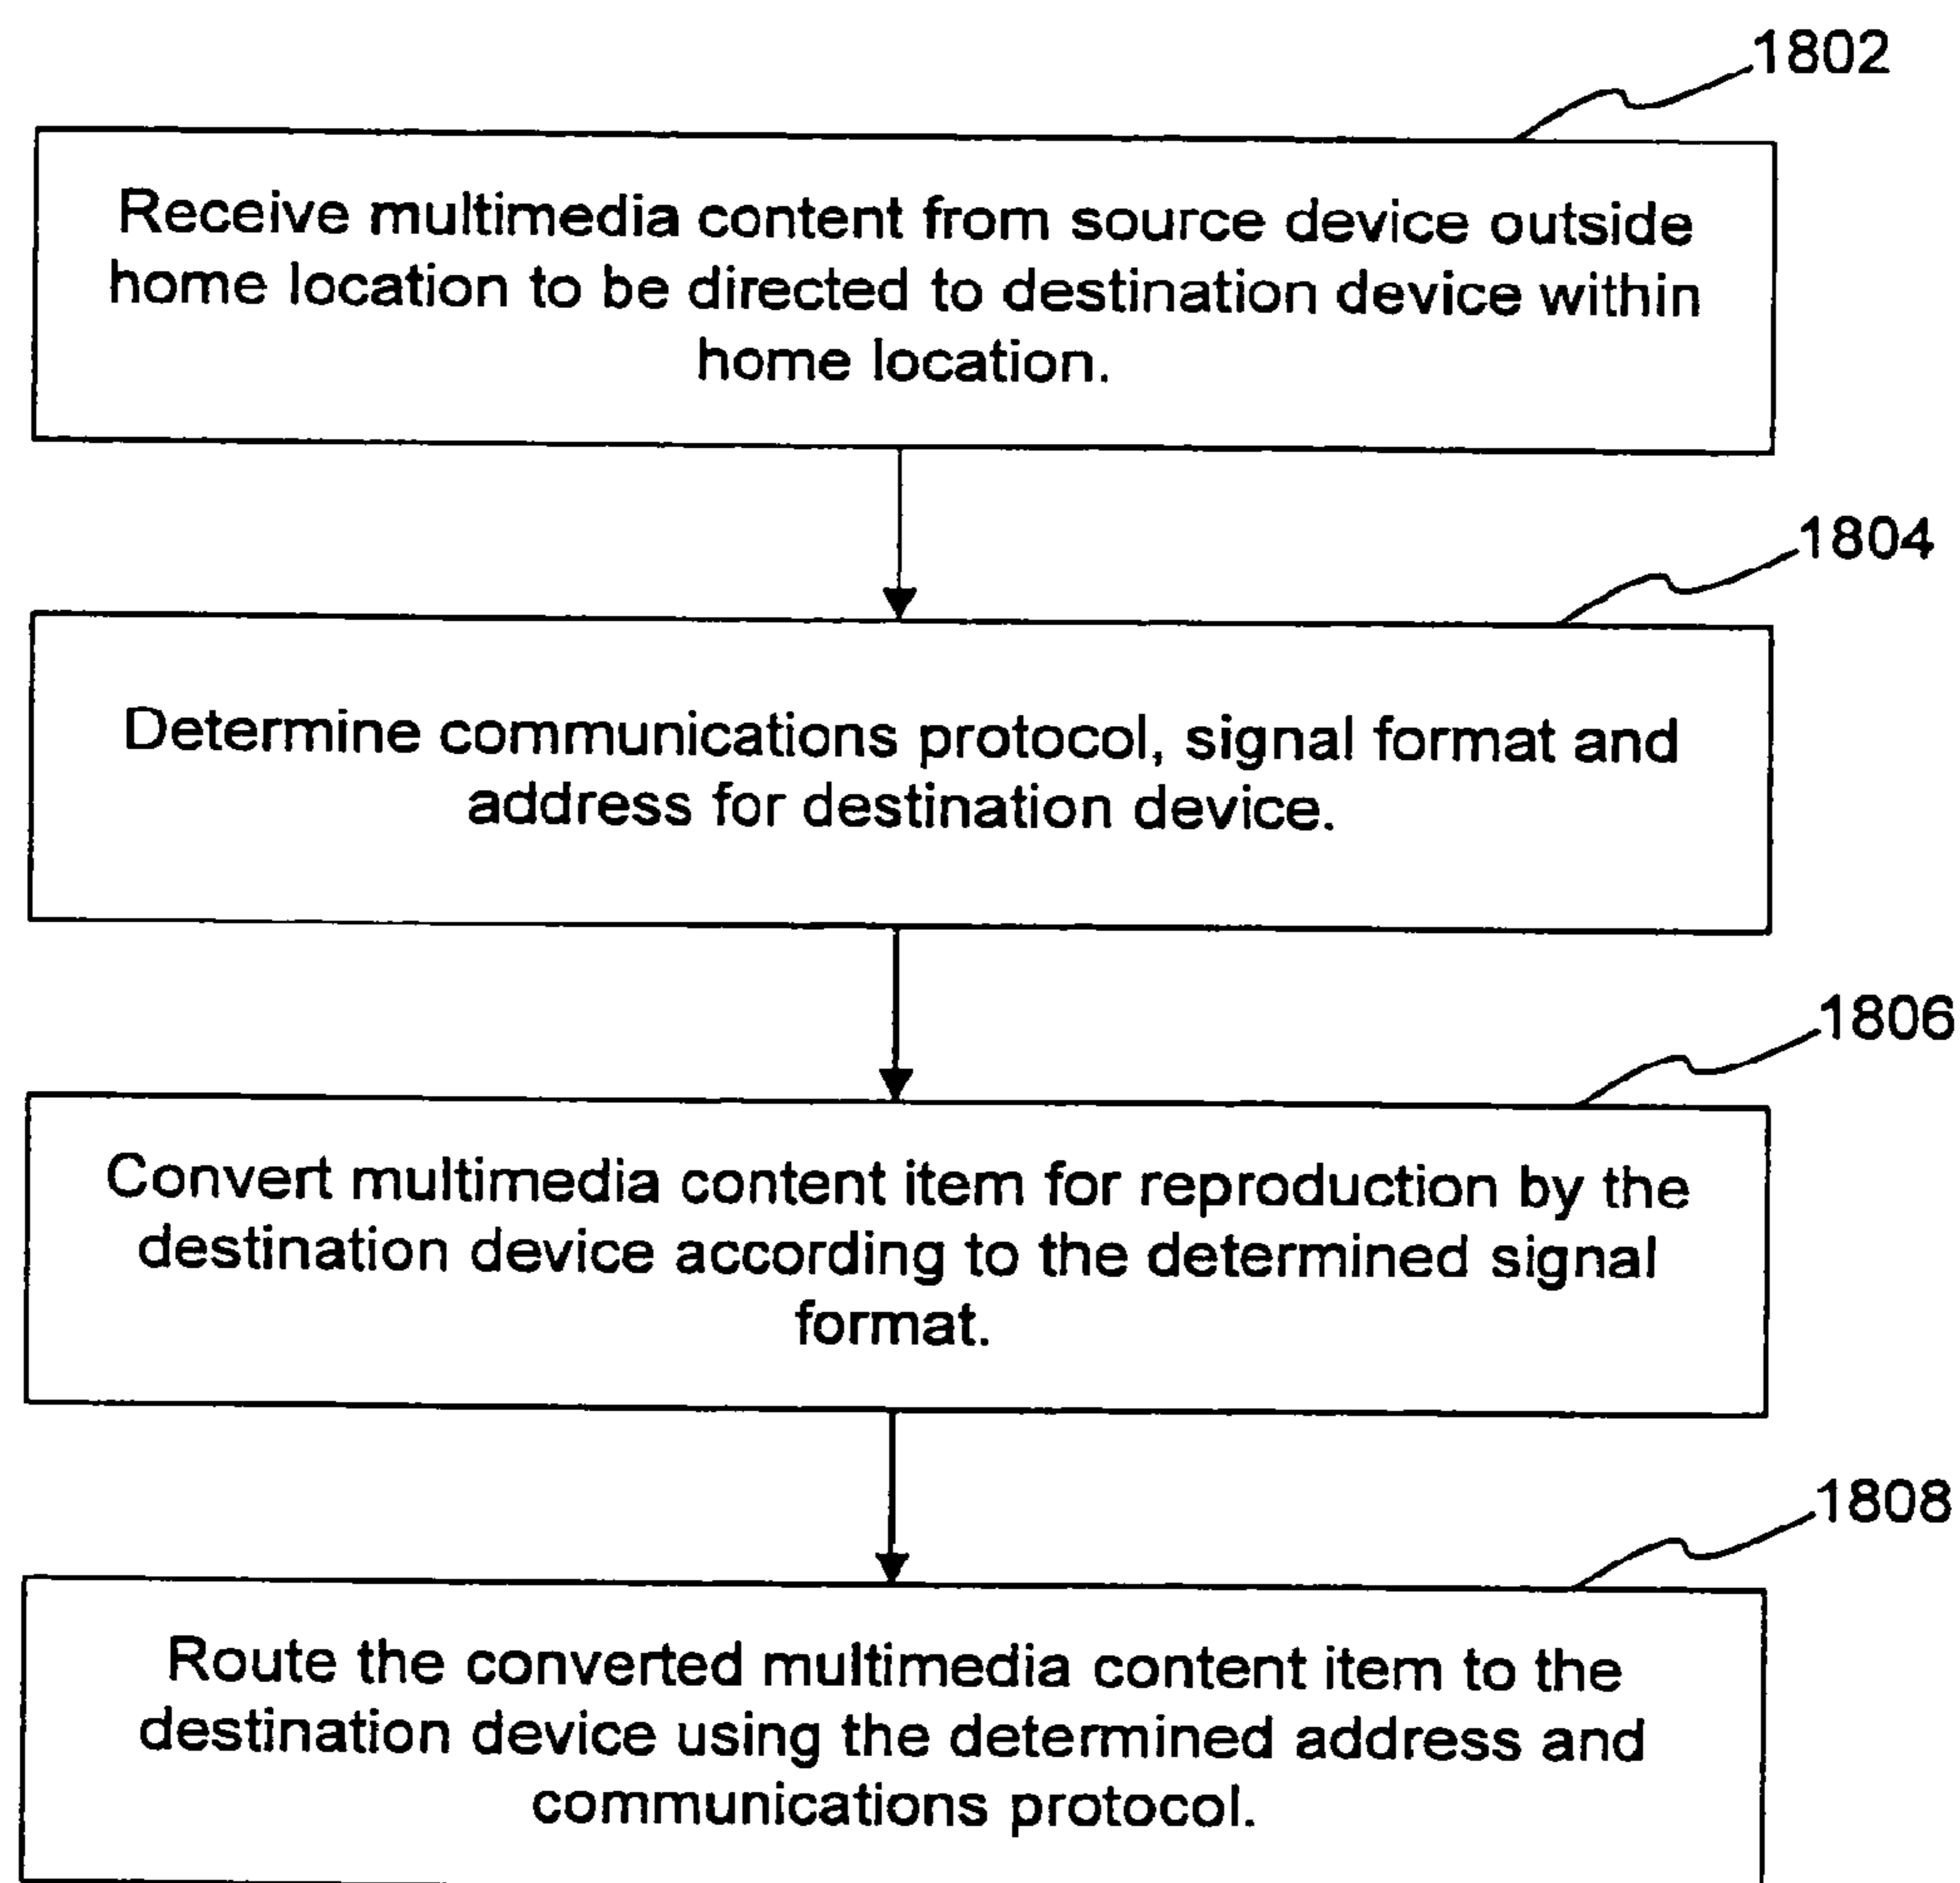 1802
Receive multimedia content from source device outside
home location to be directed to destination device within
home location.
1804
Determine communications protocol, signal format and
address for destination device.
1806
Convert multimedia content item for reproduction by the
destination device according to the determined signal
format.
1808
Route the converted multimedia content item to the
destination device using the determined address and
communications protocol.